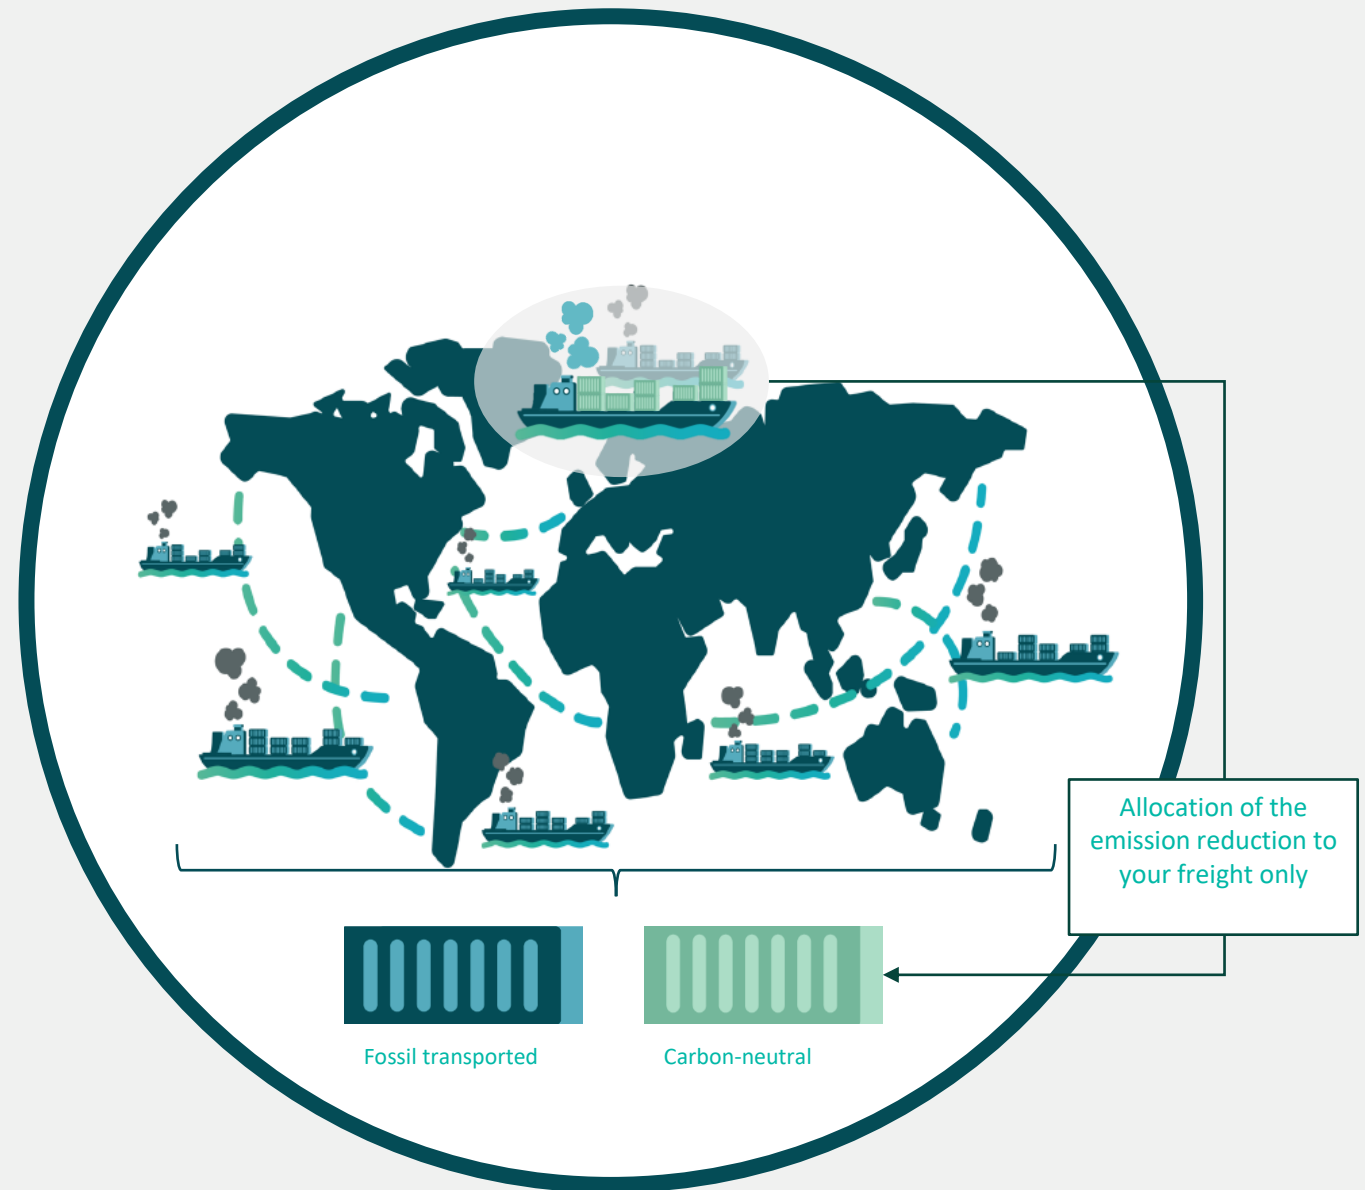 Allocation of the
emission reduction to
your freight only
Fossil transported
Carbon-neutral